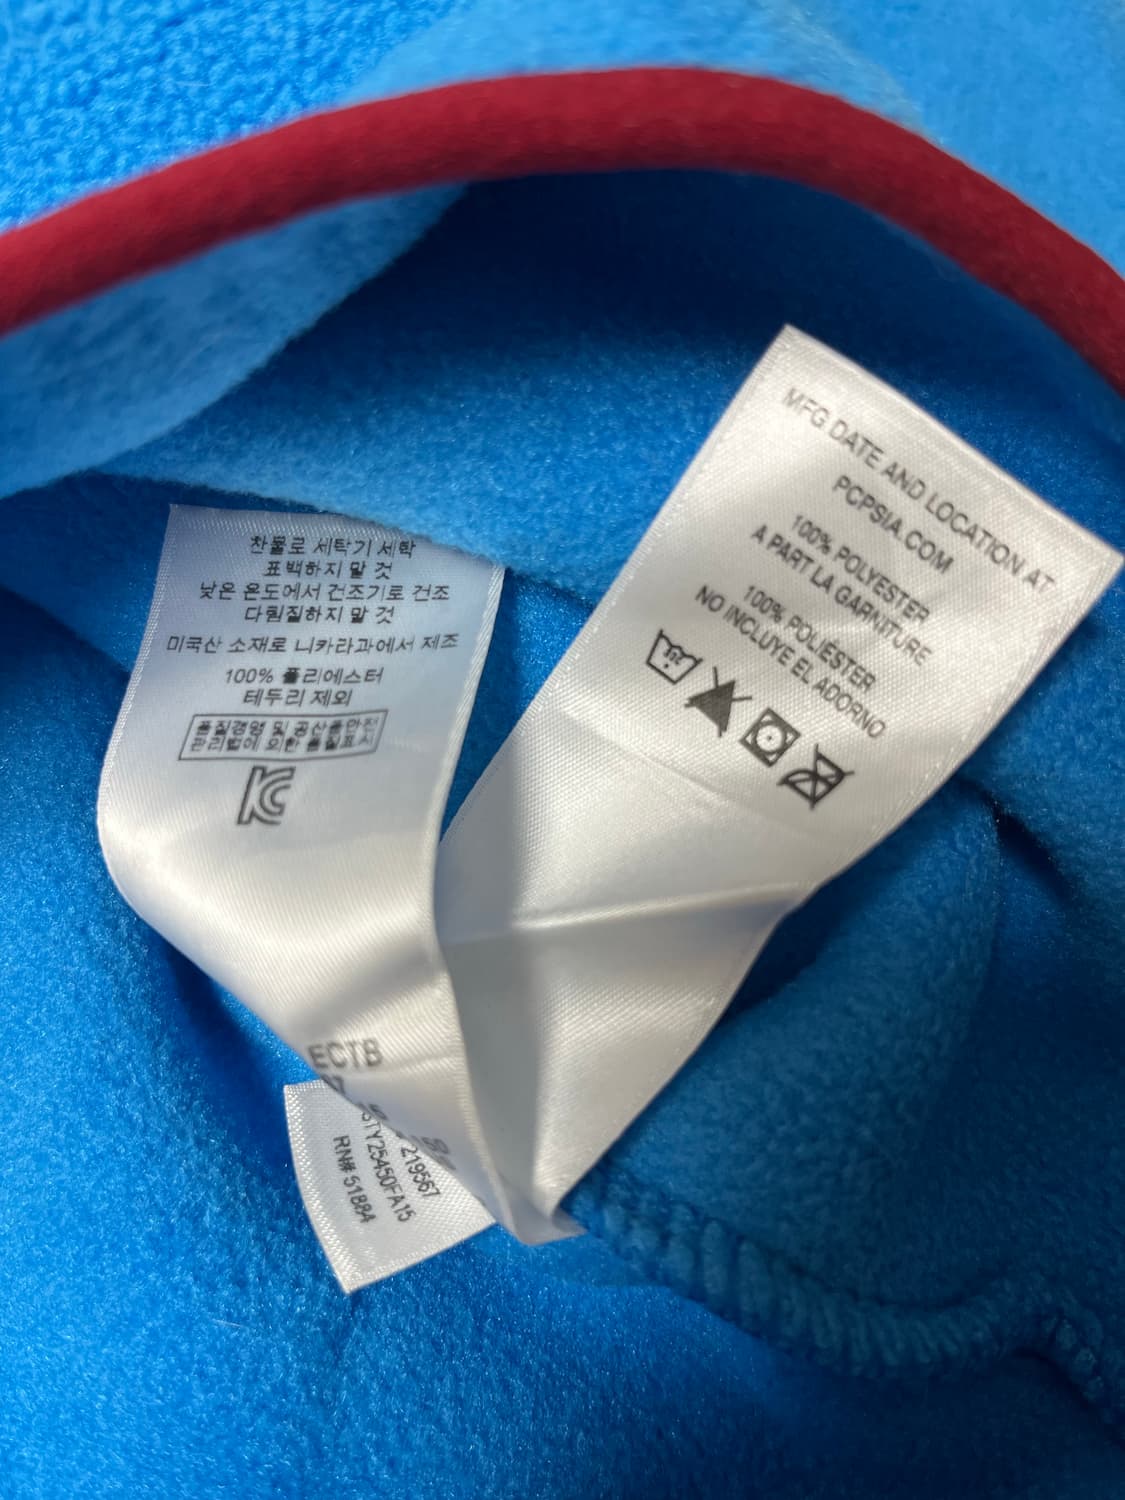 찬물로 세탁기 세탁
표백하지 말 것
낮은 온도에서 건조기로 건조
다림질하지 말 것
미국산 소재로 니카라과에서 제조
100% 폴리에스터
테두리 제외
품질경영 및 공산품안전
관리법에 의한 품질표시
MFG DATE AND LOCATION AT
PCPSIA.COM
100% POLYESTER
A PART LA GARNITURE
100% POLIÉSTER
NO INCLUYE EL ADORNO
ECTB
219567
STY25450FA15
RN# 51884